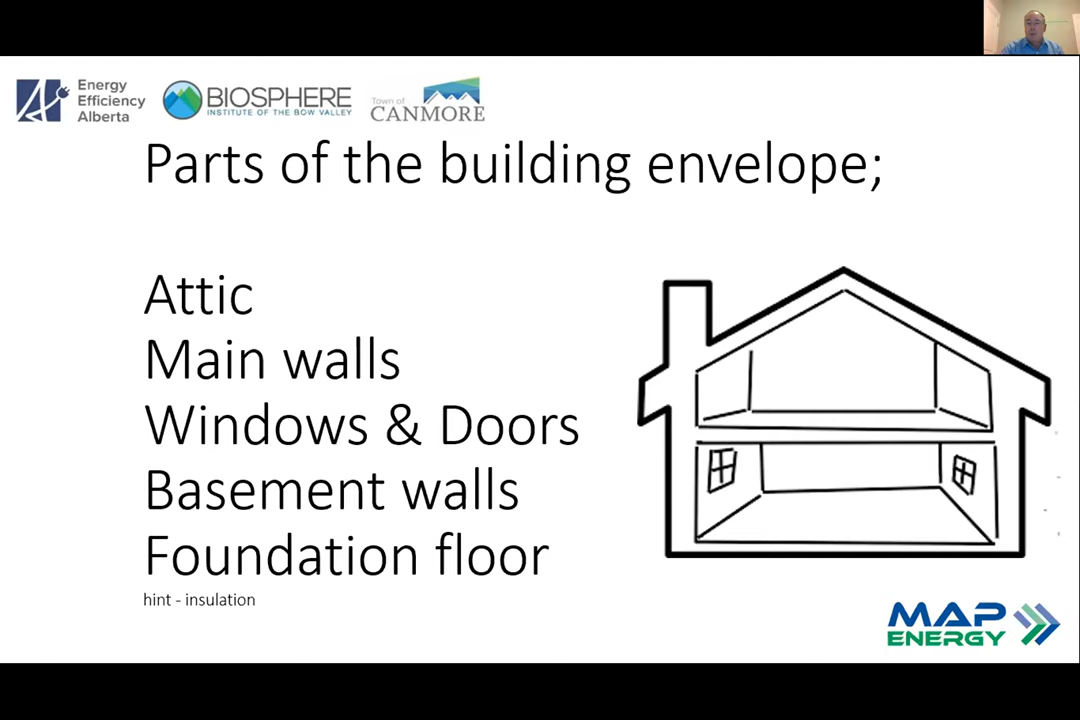 Energy
Efficiency
Alberta
BIOSPHERE
INSTITUTE OF THE BOW VALLEY
Town of
CANMORE
Parts of the building envelope;
Attic
Main walls
Windows & Doors
Basement walls
Foundation floor
hint - insulation
MAP
ENERGY